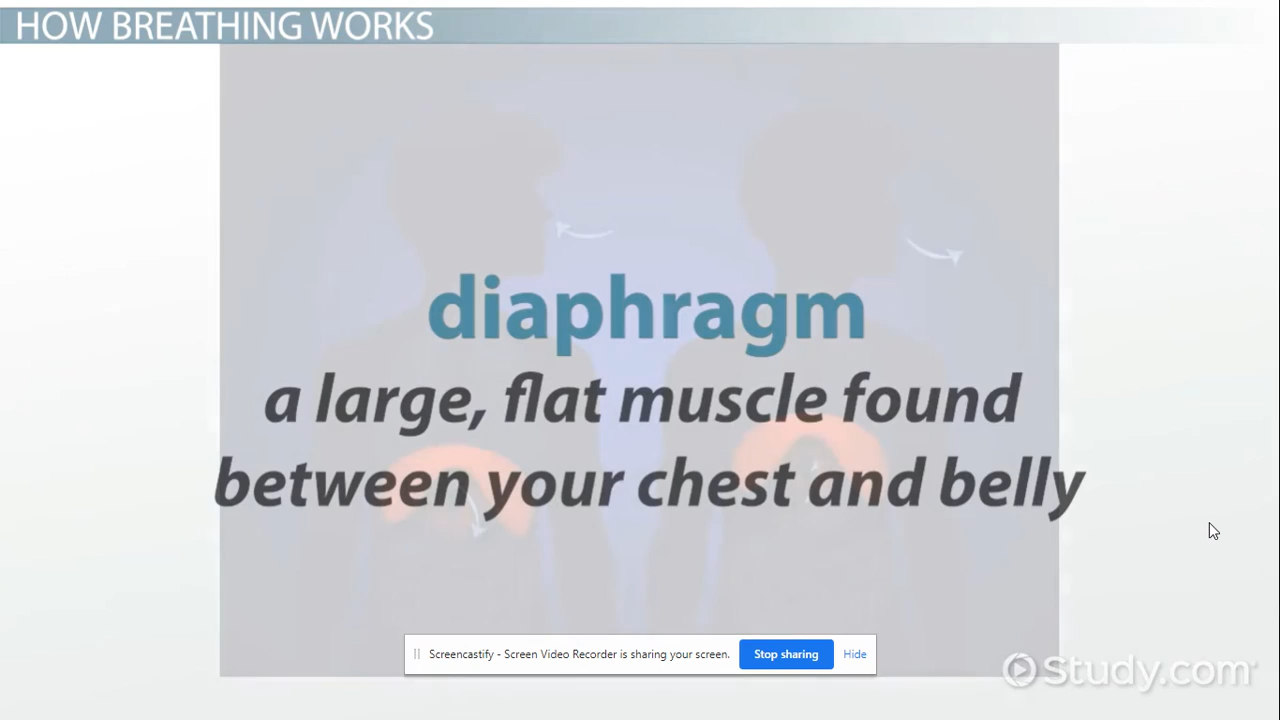 HOW BREATHING WORKS
diaphragm
a large, flat muscle found
between your chest and belly
Screencastify - Screen Video Recorder is sharing your screen. Stop sharing Hide
Study.com